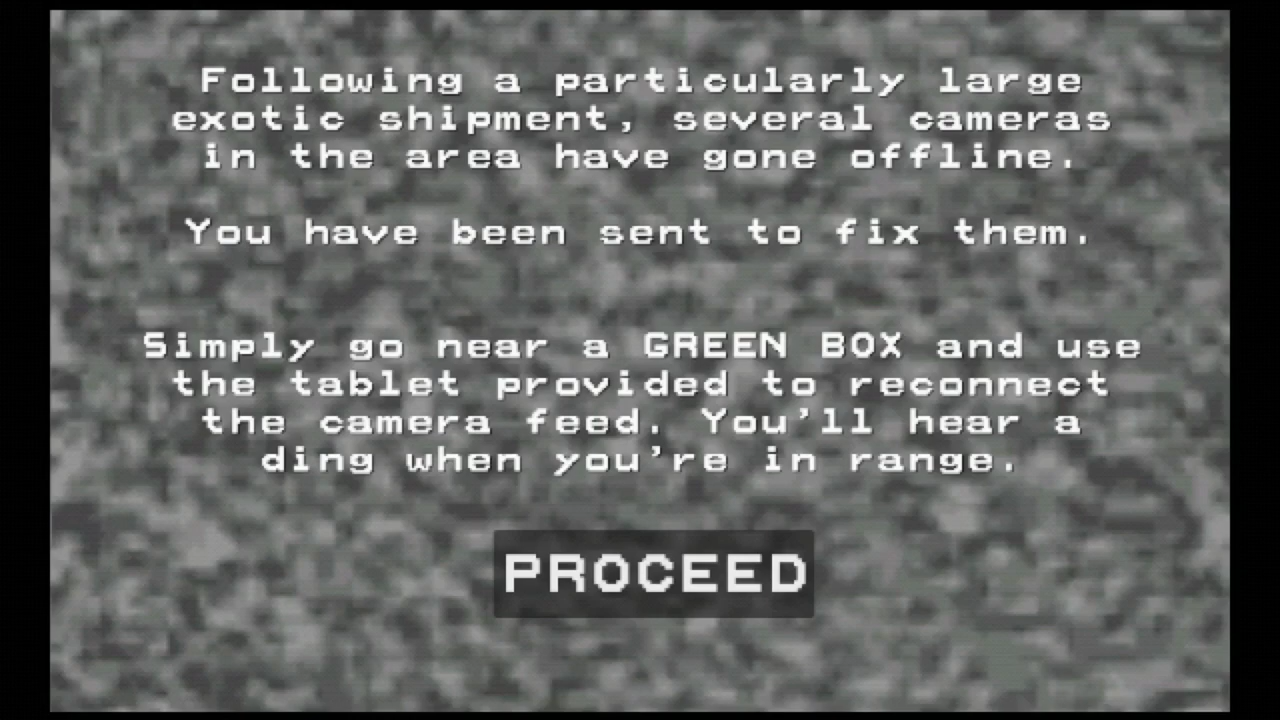 Following a particularly large
exotic shipment, several cameras
in the area have gone offline.
You have been sent to fix them.
Simply go near a GREEN BOX and use
the tablet provided to reconnect
the camera feed. You'll hear a
ding when you're in range.
PROCEED